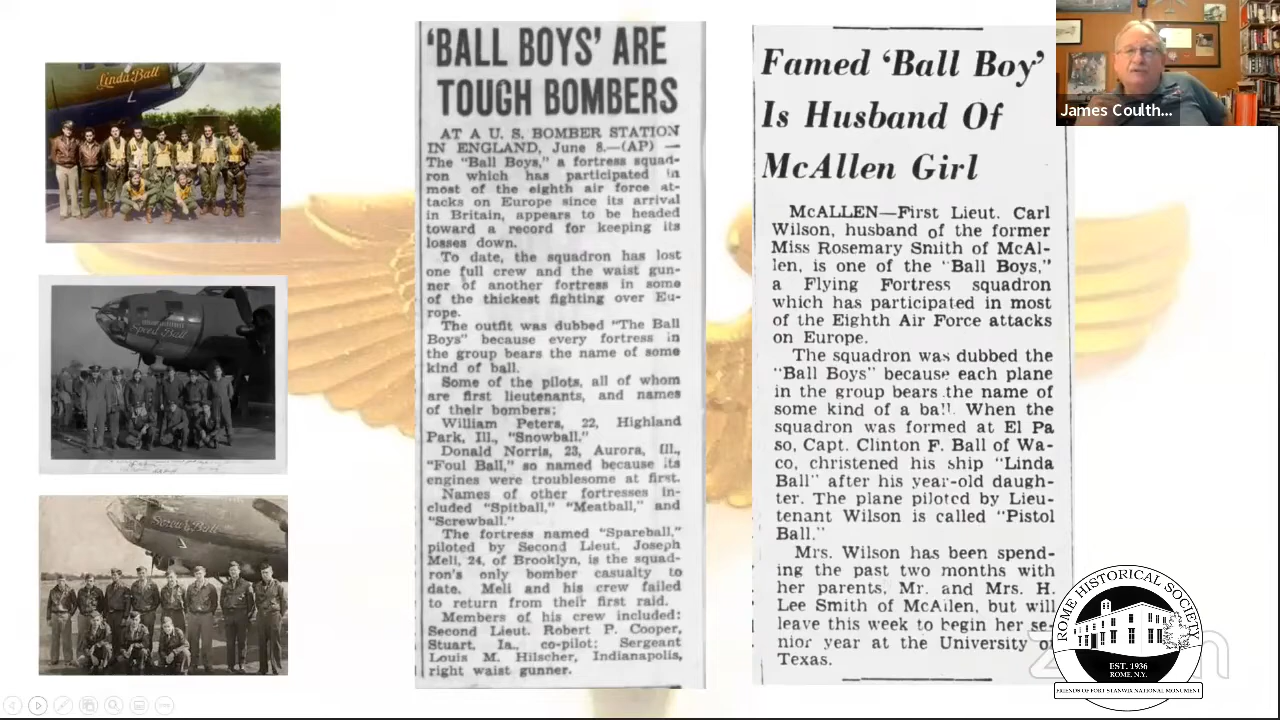 Linda Ball
Speed Ball
Screw Ball
‘BALL BOYS’ ARE
TOUGH BOMBERS
AT A U. S. BOMBER STATION
IN ENGLAND, June 8.—(AP) —
The "Ball Boys," a fortress squad-
ron which has participated in
most of the eighth air force at-
tacks on Europe since its arrival
in Britain, appears to be headed
toward a record for keeping its
losses down.
To date, the squadron has lost
one full crew and the waist gun-
ner of another fortress in some
of the thickest fighting over Eu-
rope.
The outfit was dubbed "The Ball
Boys" because every fortress in
the group bears the name of some
kind of ball.
Some of the pilots, all of whom
are first lieutenants, and names
of their bombers:
William Peters, 22, Highland
Park, Ill., "Snowball."
Donald Norris, 23, Aurora, Ill.,
"Foul Ball," so named because its
engines were troublesome at first.
Names of other fortresses in-
cluded "Spitball," "Meatball," and
"Screwball."
The fortress named "Spareball,"
piloted by Second Lieut. Joseph
Meli, 24, of Brooklyn, is the squad-
ron's only bomber casualty to
date. Meli and his crew failed
to return from their first raid.
Members of his crew included:
Second Lieut. Robert P. Cooper,
Stuart, Ia., co-pilot; Sergeant
Louis M. Hilscher, Indianapolis,
right waist gunner.
Famed ‘Ball Boy’
Is Husband Of
McAllen Girl
McALLEN—First Lieut. Carl
Wilson, husband of the former
Miss Rosemary Smith of McAl-
len, is one of the "Ball Boys,"
a Flying Fortress squadron
which has participated in most
of the Eighth Air Force attacks
on Europe.
The squadron was dubbed the
"Ball Boys" because each plane
in the group bears the name of
some kind of a ball. When the
squadron was formed at El Pa
so, Capt. Clinton F. Ball of Wa-
co, christened his ship "Linda
Ball" after his year-old daugh-
ter. The plane piloted by Lieu-
tenant Wilson is called "Pistol
Ball."
Mrs. Wilson has been spend-
ing the past two months with
her parents, Mr. and Mrs. H.
Lee Smith of McAllen, but will
leave this week to begin her se-
nior year at the University of
Texas.
James Coulth...
ROME HISTORICAL SOCIETY
EST. 1936
ROME, N.Y.
FRIENDS OF FORT STANWIX NATIONAL MONUMENT